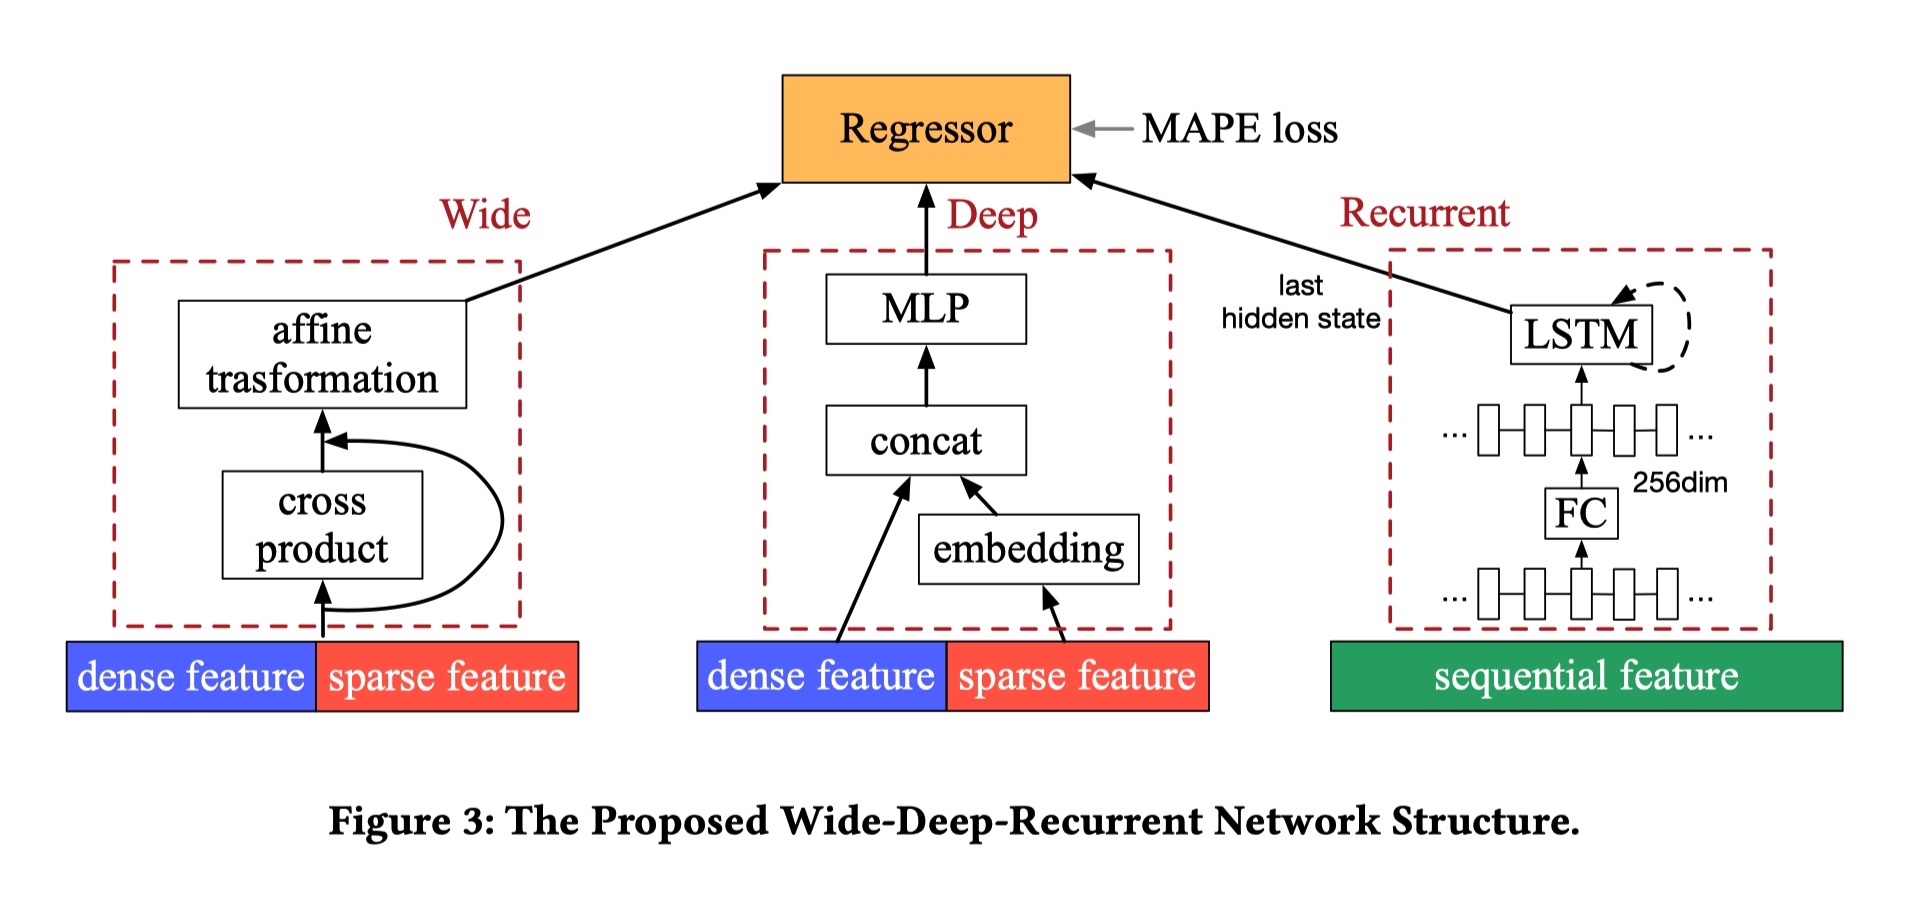 Regressor
MAPE loss
Wide
Deep
Recurrent
affine
trasformation
cross
product
dense feature
sparse feature
MLP
concat
embedding
dense feature
sparse feature
last
hidden state
LSTM
...
...
256dim
FC
...
...
sequential feature
Figure 3: The Proposed Wide-Deep-Recurrent Network Structure.